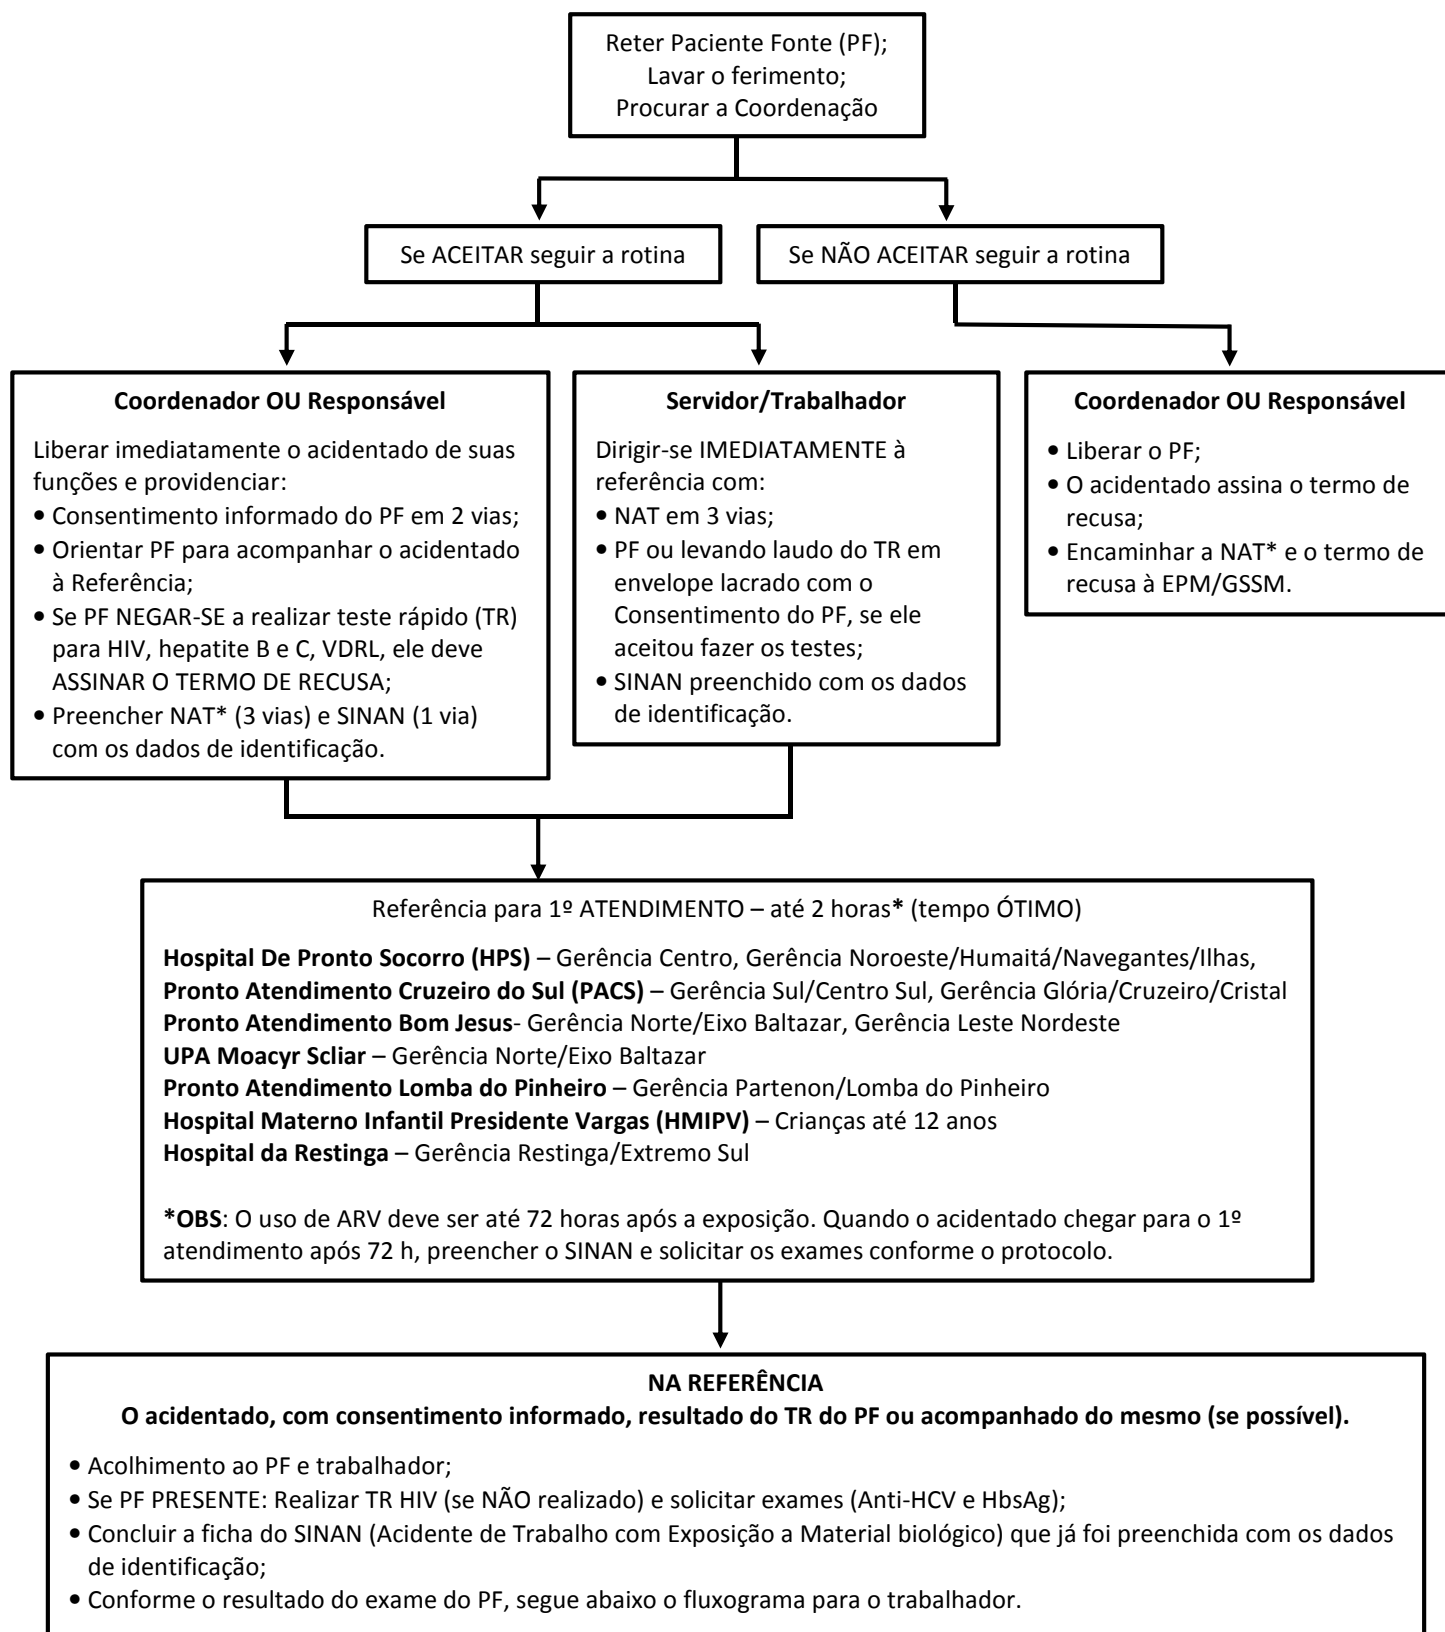 Reter Paciente Fonte (PF);
Lavar o ferimento;
Procurar a Coordenação
Se ACEITAR seguir a rotina
Se NÃO ACEITAR seguir a rotina
Coordenador OU Responsável
Liberar imediatamente o acidentado de suas
funções e providenciar:
• Consentimento informado do PF em 2 vias;
• Orientar PF para acompanhar o acidentado
à Referência;
• Se PF NEGAR-SE a realizar teste rápido (TR)
para HIV, hepatite B e C, VDRL, ele deve
ASSINAR O TERMO DE RECUSA;
• Preencher NAT* (3 vias) e SINAN (1 via)
com os dados de identificação.
Servidor/Trabalhador
Dirigir-se IMEDIATAMENTE à
referência com:
• NAT em 3 vias;
• PF ou levando laudo do TR em
envelope lacrado com o
Consentimento do PF, se ele
aceitou fazer os testes;
• SINAN preenchido com os dados
de identificação.
Coordenador OU Responsável
• Liberar o PF;
• O acidentado assina o termo de
recusa;
• Encaminhar a NAT* e o termo de
recusa à EPM/GSSM.
Referência para 1º ATENDIMENTO – até 2 horas* (tempo ÓTIMO)
Hospital De Pronto Socorro (HPS) – Gerência Centro, Gerência Noroeste/Humaitá/Navegantes/Ilhas,
Pronto Atendimento Cruzeiro do Sul (PACS) – Gerência Sul/Centro Sul, Gerência Glória/Cruzeiro/Cristal
Pronto Atendimento Bom Jesus- Gerência Norte/Eixo Baltazar, Gerência Leste Nordeste
UPA Moacyr Scliar – Gerência Norte/Eixo Baltazar
Pronto Atendimento Lomba do Pinheiro – Gerência Partenon/Lomba do Pinheiro
Hospital Materno Infantil Presidente Vargas (HMIPV) – Crianças até 12 anos
Hospital da Restinga – Gerência Restinga/Extremo Sul
*OBS: O uso de ARV deve ser até 72 horas após a exposição. Quando o acidentado chegar para o 1º
atendimento após 72 h, preencher o SINAN e solicitar os exames conforme o protocolo.
NA REFERÊNCIA
O acidentado, com consentimento informado, resultado do TR do PF ou acompanhado do mesmo (se possível).
• Acolhimento ao PF e trabalhador;
• Se PF PRESENTE: Realizar TR HIV (se NÃO realizado) e solicitar exames (Anti-HCV e HbsAg);
• Concluir a ficha do SINAN (Acidente de Trabalho com Exposição a Material biológico) que já foi preenchida com os dados
de identificação;
• Conforme o resultado do exame do PF, segue abaixo o fluxograma para o trabalhador.